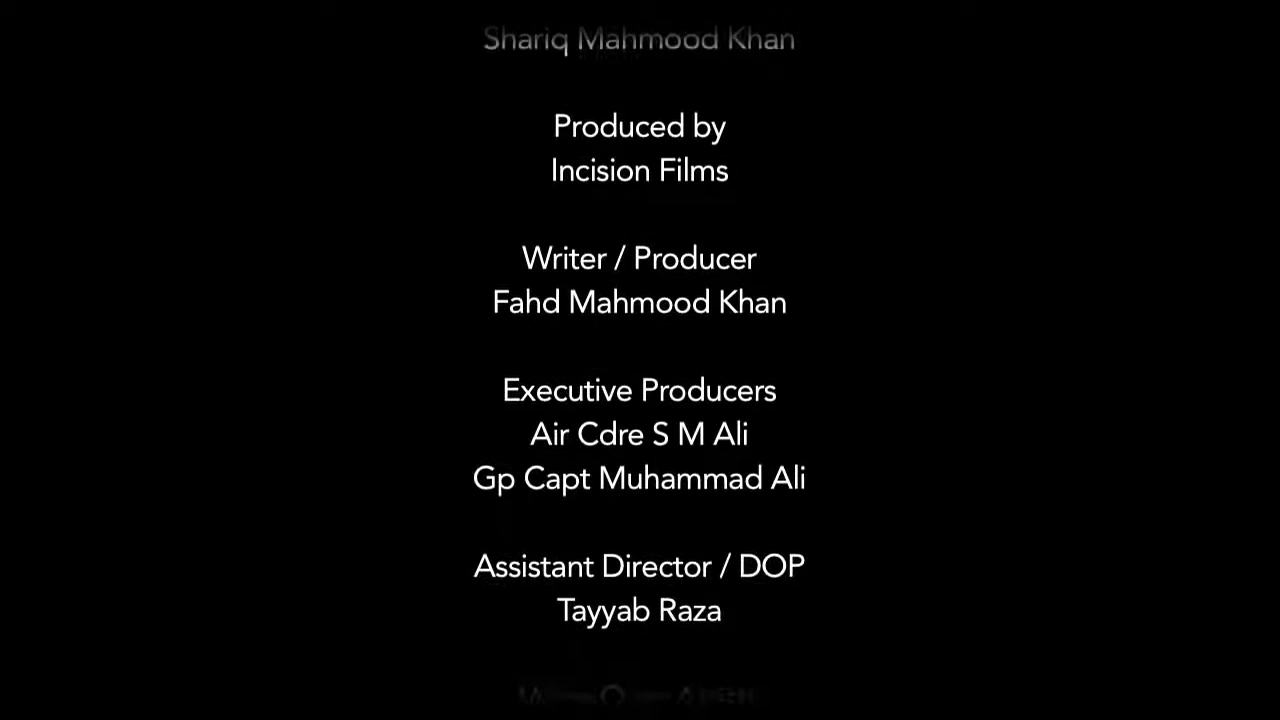 Shariq Mahmood Khan
Produced by
Incision Films
Writer / Producer
Fahd Mahmood Khan
Executive Producers
Air Cdre S M Ali
Gp Capt Muhammad Ali
Assistant Director / DOP
Tayyab Raza